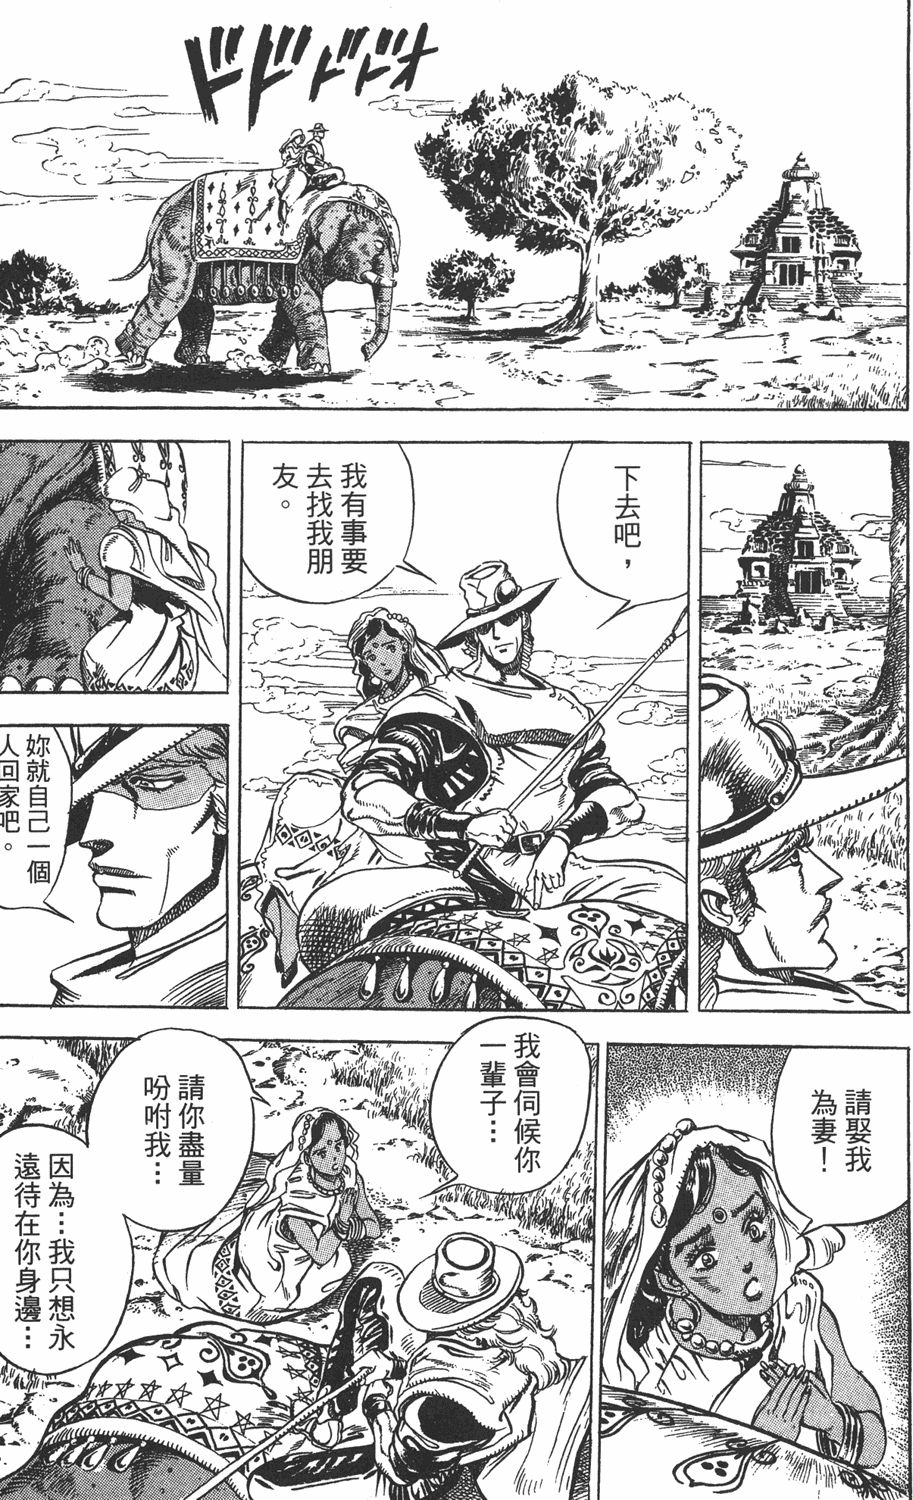 ドドドドオ
下去吧，
我有事要
去找我朋
友。
妳就自己一個
人回家吧。
請娶我
為妻！
我會伺候你
一輩子…
請你盡量
吩咐我…
因為…我只想永
遠待在你身邊…